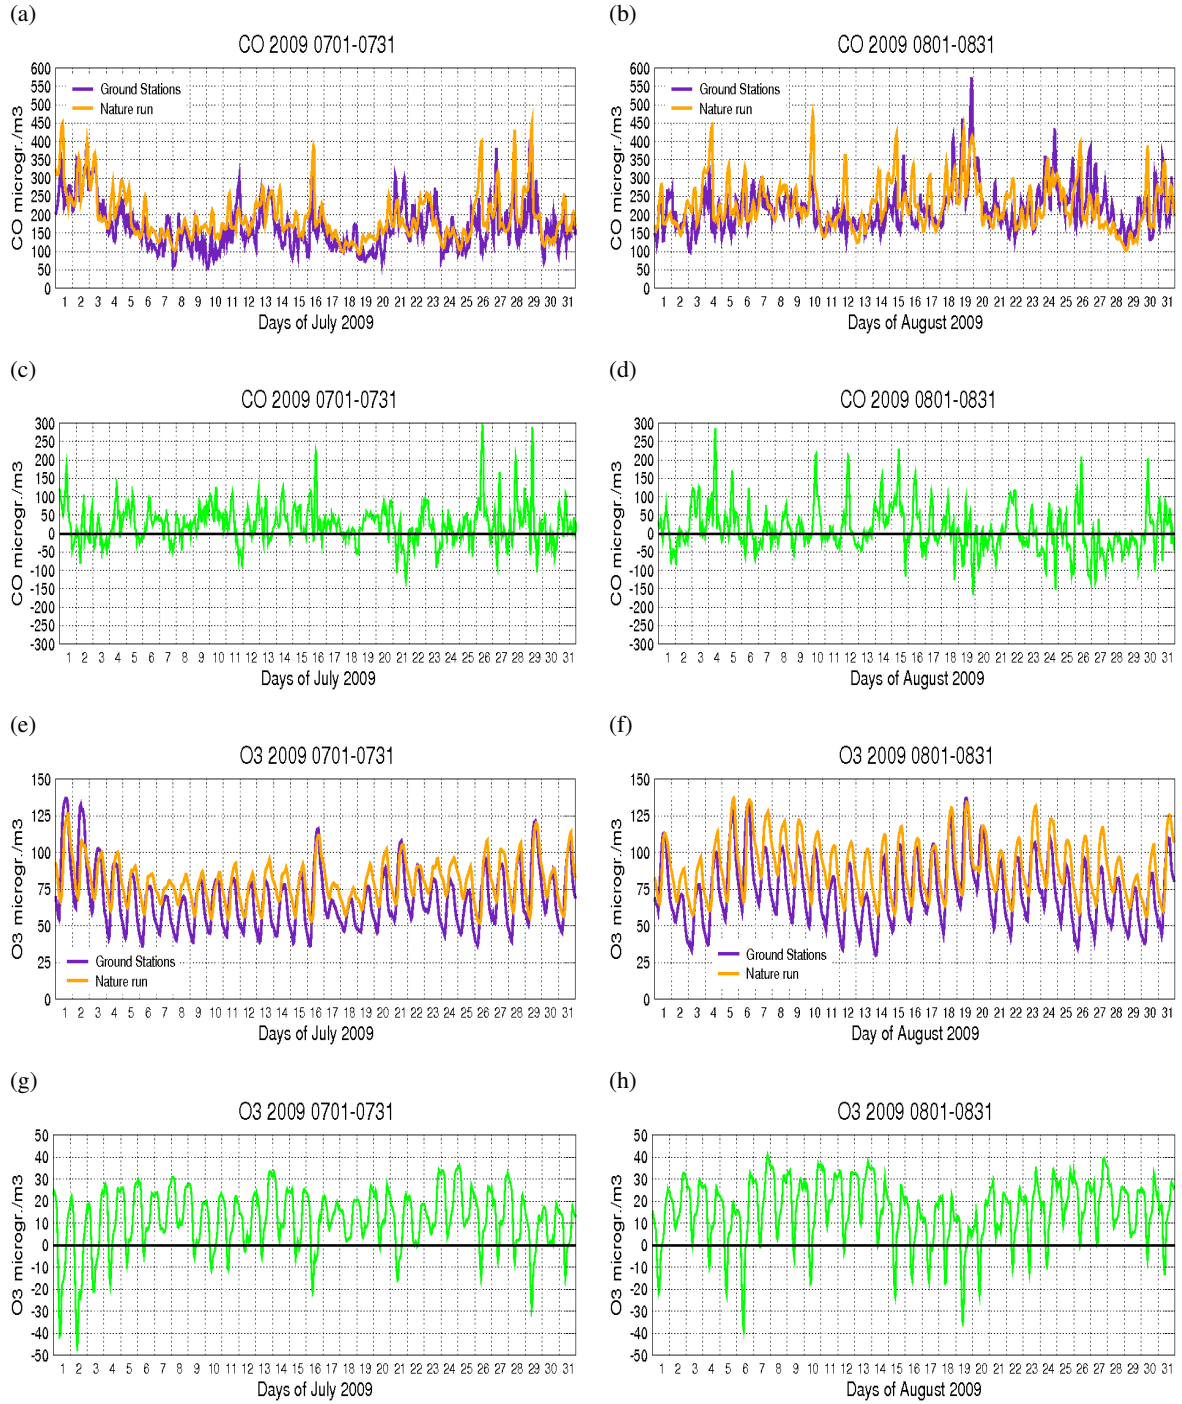 (a)
CO 2009 0701-0731
600
550
500
450
400
350
300
250
200
150
100
50
0
CO microgr./m3
Ground Stations
Nature run
1 2 3 4 5 6 7 8 9 10 11 12 13 14 15 16 17 18 19 20 21 22 23 24 25 26 27 28 29 30 31
Days of July 2009
(b)
CO 2009 0801-0831
600
550
500
450
400
350
300
250
200
150
100
50
0
CO microgr./m3
Ground Stations
Nature run
1 2 3 4 5 6 7 8 9 10 11 12 13 14 15 16 17 18 19 20 21 22 23 24 25 26 27 28 29 30 31
Days of August 2009
(c)
CO 2009 0701-0731
300
250
200
150
100
50
0
-50
-100
-150
-200
-250
-300
CO microgr./m3
1 2 3 4 5 6 7 8 9 10 11 12 13 14 15 16 17 18 19 20 21 22 23 24 25 26 27 28 29 30 31
Days of July 2009
(d)
CO 2009 0801-0831
300
250
200
150
100
50
0
-50
-100
-150
-200
-250
-300
CO microgr./m3
1 2 3 4 5 6 7 8 9 10 11 12 13 14 15 16 17 18 19 20 21 22 23 24 25 26 27 28 29 30 31
Days of August 2009
(e)
O3 2009 0701-0731
150
125
100
75
50
25
0
O3 microgr./m3
Ground Stations
Nature run
1 2 3 4 5 6 7 8 9 10 11 12 13 14 15 16 17 18 19 20 21 22 23 24 25 26 27 28 29 30 31
Days of July 2009
(f)
O3 2009 0801-0831
150
125
100
75
50
25
0
O3 microgr./m3
Ground Stations
Nature run
1 2 3 4 5 6 7 8 9 10 11 12 13 14 15 16 17 18 19 20 21 22 23 24 25 26 27 28 29 30 31
Day of August 2009
(g)
O3 2009 0701-0731
50
40
30
20
10
0
-10
-20
-30
-40
-50
O3 microgr./m3
1 2 3 4 5 6 7 8 9 10 11 12 13 14 15 16 17 18 19 20 21 22 23 24 25 26 27 28 29 30 31
Days of July 2009
(h)
O3 2009 0801-0831
50
40
30
20
10
0
-10
-20
-30
-40
-50
O3 microgr./m3
1 2 3 4 5 6 7 8 9 10 11 12 13 14 15 16 17 18 19 20 21 22 23 24 25 26 27 28 29 30 31
Days of August 2009